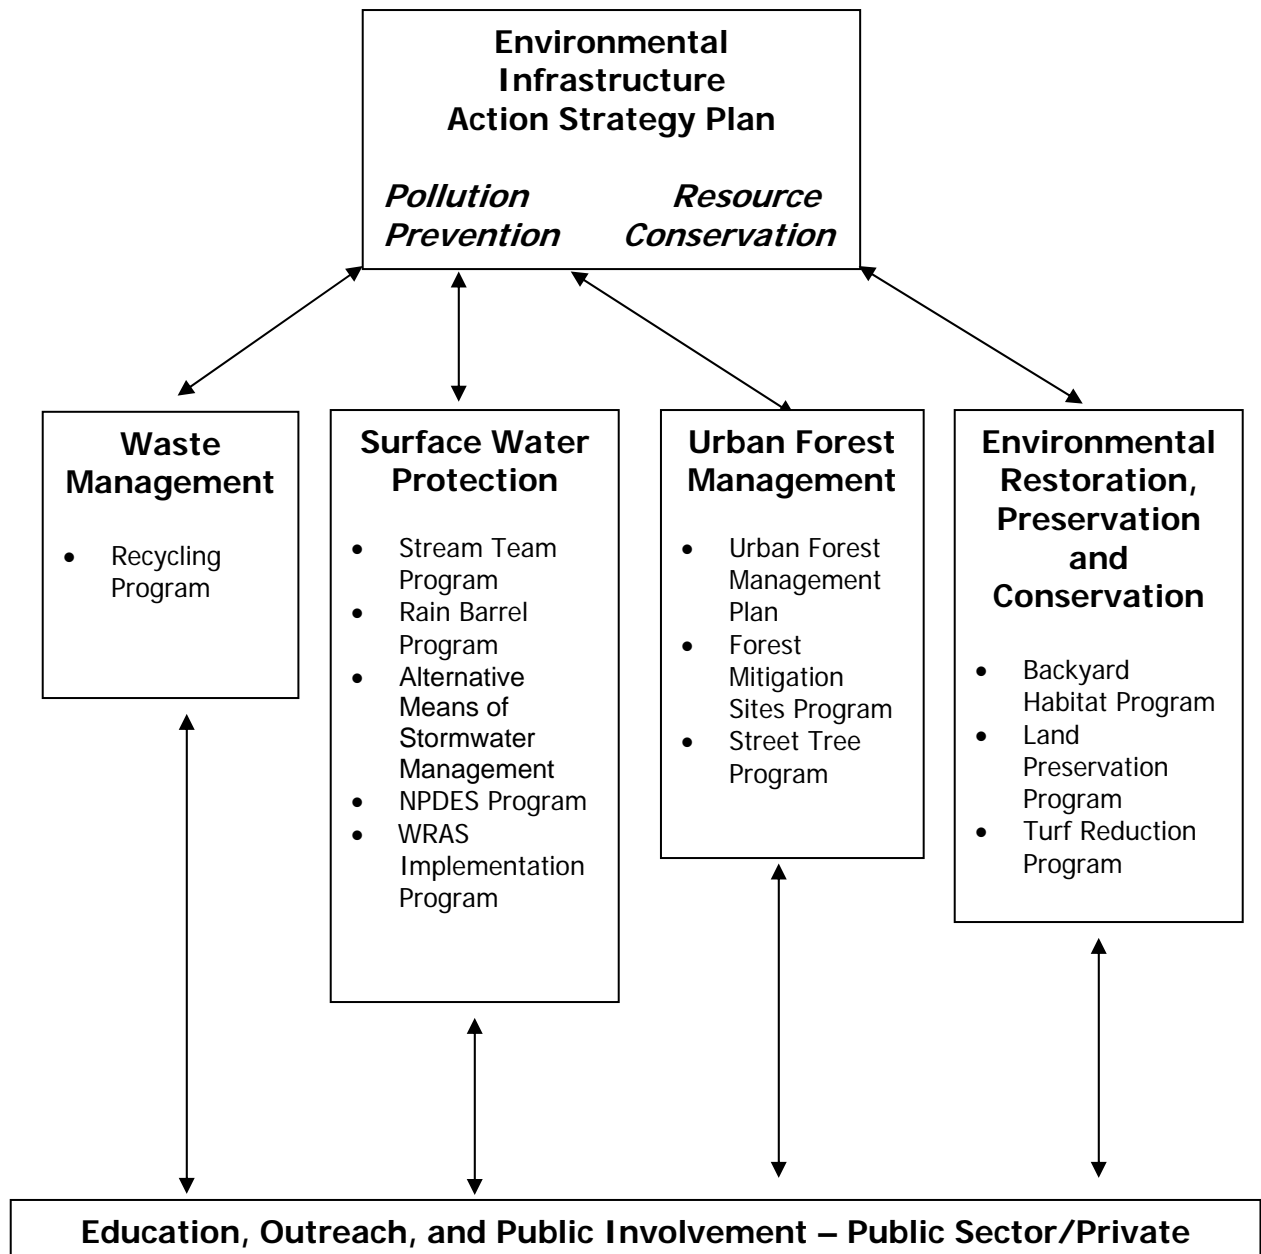 Environmental
Infrastructure
Action Strategy Plan
Pollution Resource
Prevention Conservation
Waste
Management
• Recycling
Program
Surface Water
Protection
• Stream Team
Program
• Rain Barrel
Program
• Alternative
Means of
Stormwater
Management
• NPDES Program
• WRAS
Implementation
Program
Urban Forest
Management
• Urban Forest
Management
Plan
• Forest
Mitigation
Sites Program
• Street Tree
Program
Environmental
Restoration,
Preservation
and
Conservation
• Backyard
Habitat Program
• Land
Preservation
Program
• Turf Reduction
Program
Education, Outreach, and Public Involvement – Public Sector/Private